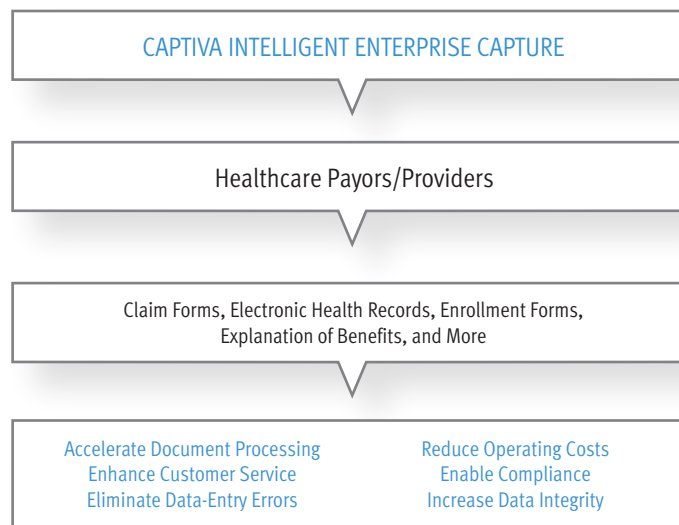 CAPTIVA INTELLIGENT ENTERPRISE CAPTURE
Healthcare Payors/Providers
Claim Forms, Electronic Health Records, Enrollment Forms,
Explanation of Benefits, and More
Accelerate Document Processing
Enhance Customer Service
Eliminate Data-Entry Errors
Reduce Operating Costs
Enable Compliance
Increase Data Integrity